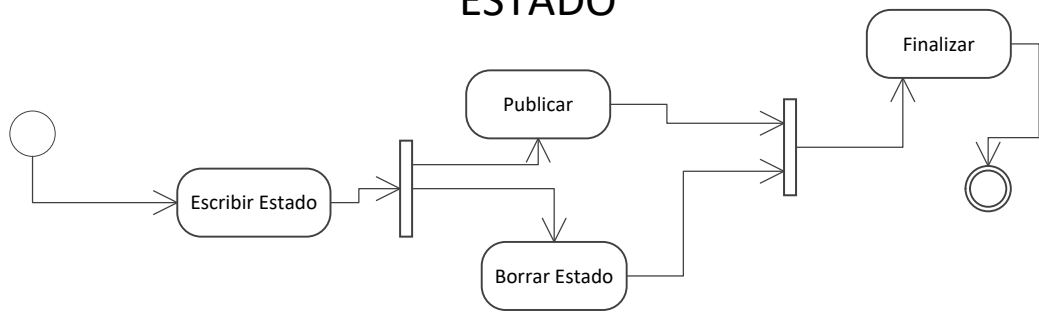 ESTADO
Finalizar
Publicar
Escribir Estado
Borrar Estado